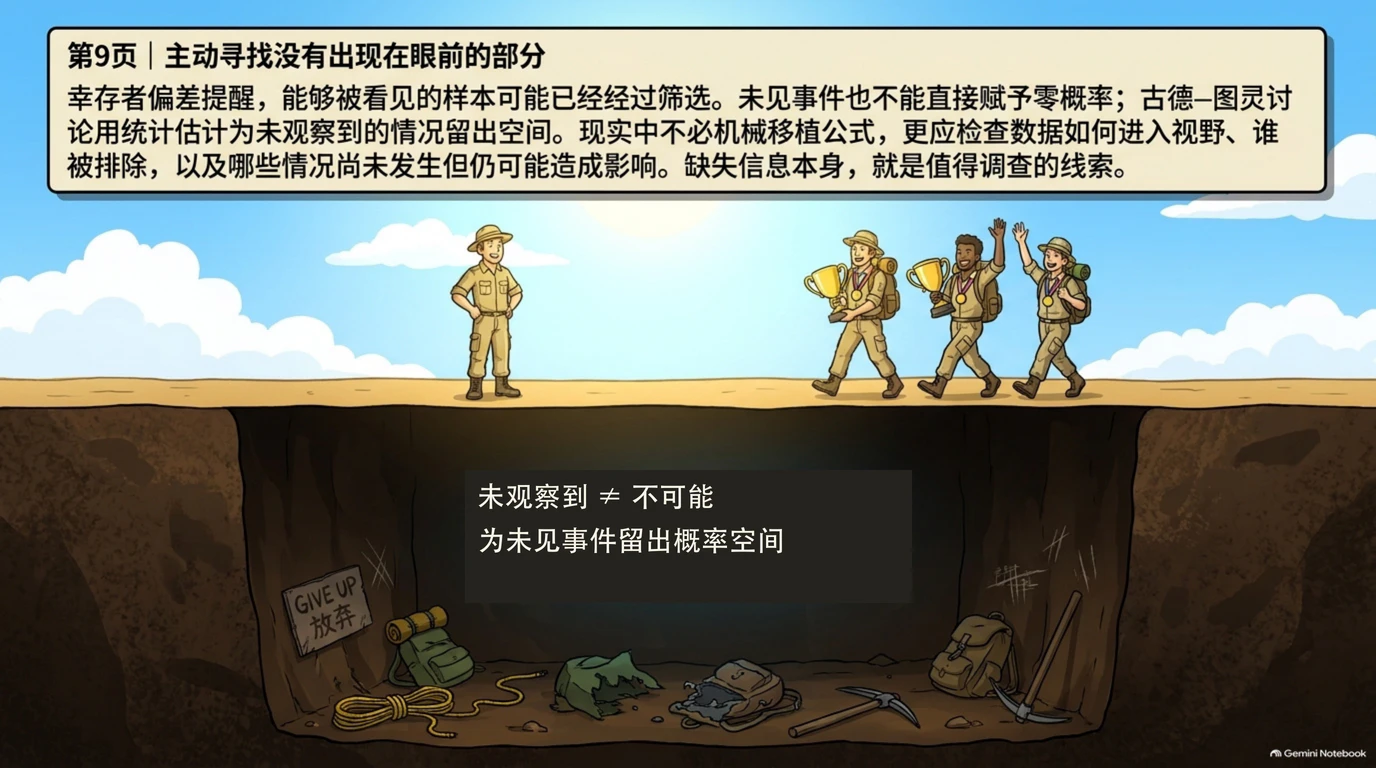 第9页｜主动寻找没有出现在眼前的部分
幸存者偏差提醒，能够被看见的样本可能已经经过筛选。未见事件也不能直接赋予零概率；古德—图灵讨
论用统计估计为未观察到的情况留出空间。现实中不必机械移植公式，更应检查数据如何进入视野、谁
被排除，以及哪些情况尚未发生但仍可能造成影响。缺失信息本身，就是值得调查的线索。
未观察到 ≠ 不可能
为未见事件留出概率空间
GIVE UP
放弃
Gemini Notebook